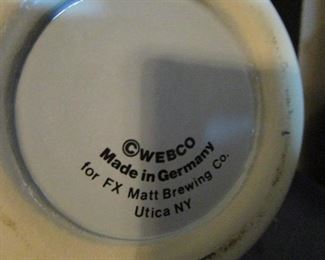 ©WEBCO
Made in Germany
for FX Matt Brewing Co.
Utica NY